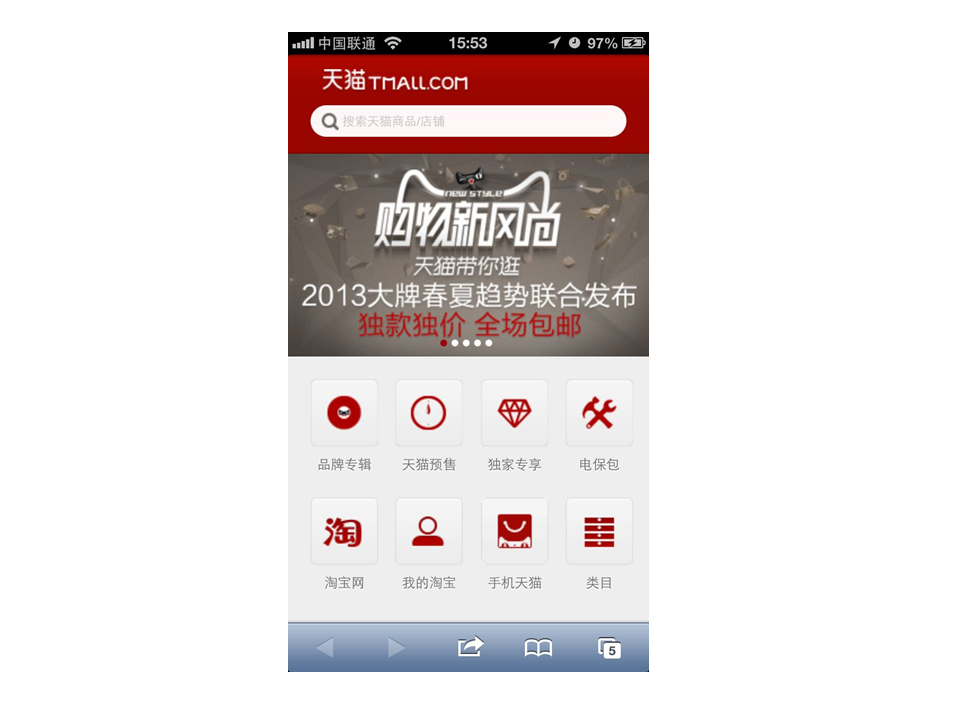 中国联通 15:53 97%
天猫TMALL.COM
搜索天猫商品/店铺
NEW STYLE
购物新风尚
天猫带你逛
2013大牌春夏趋势联合发布
独款独价 全场包邮
品牌专辑 天猫预售 独家专享 电保包
淘
淘宝网 我的淘宝 手机天猫 类目
5